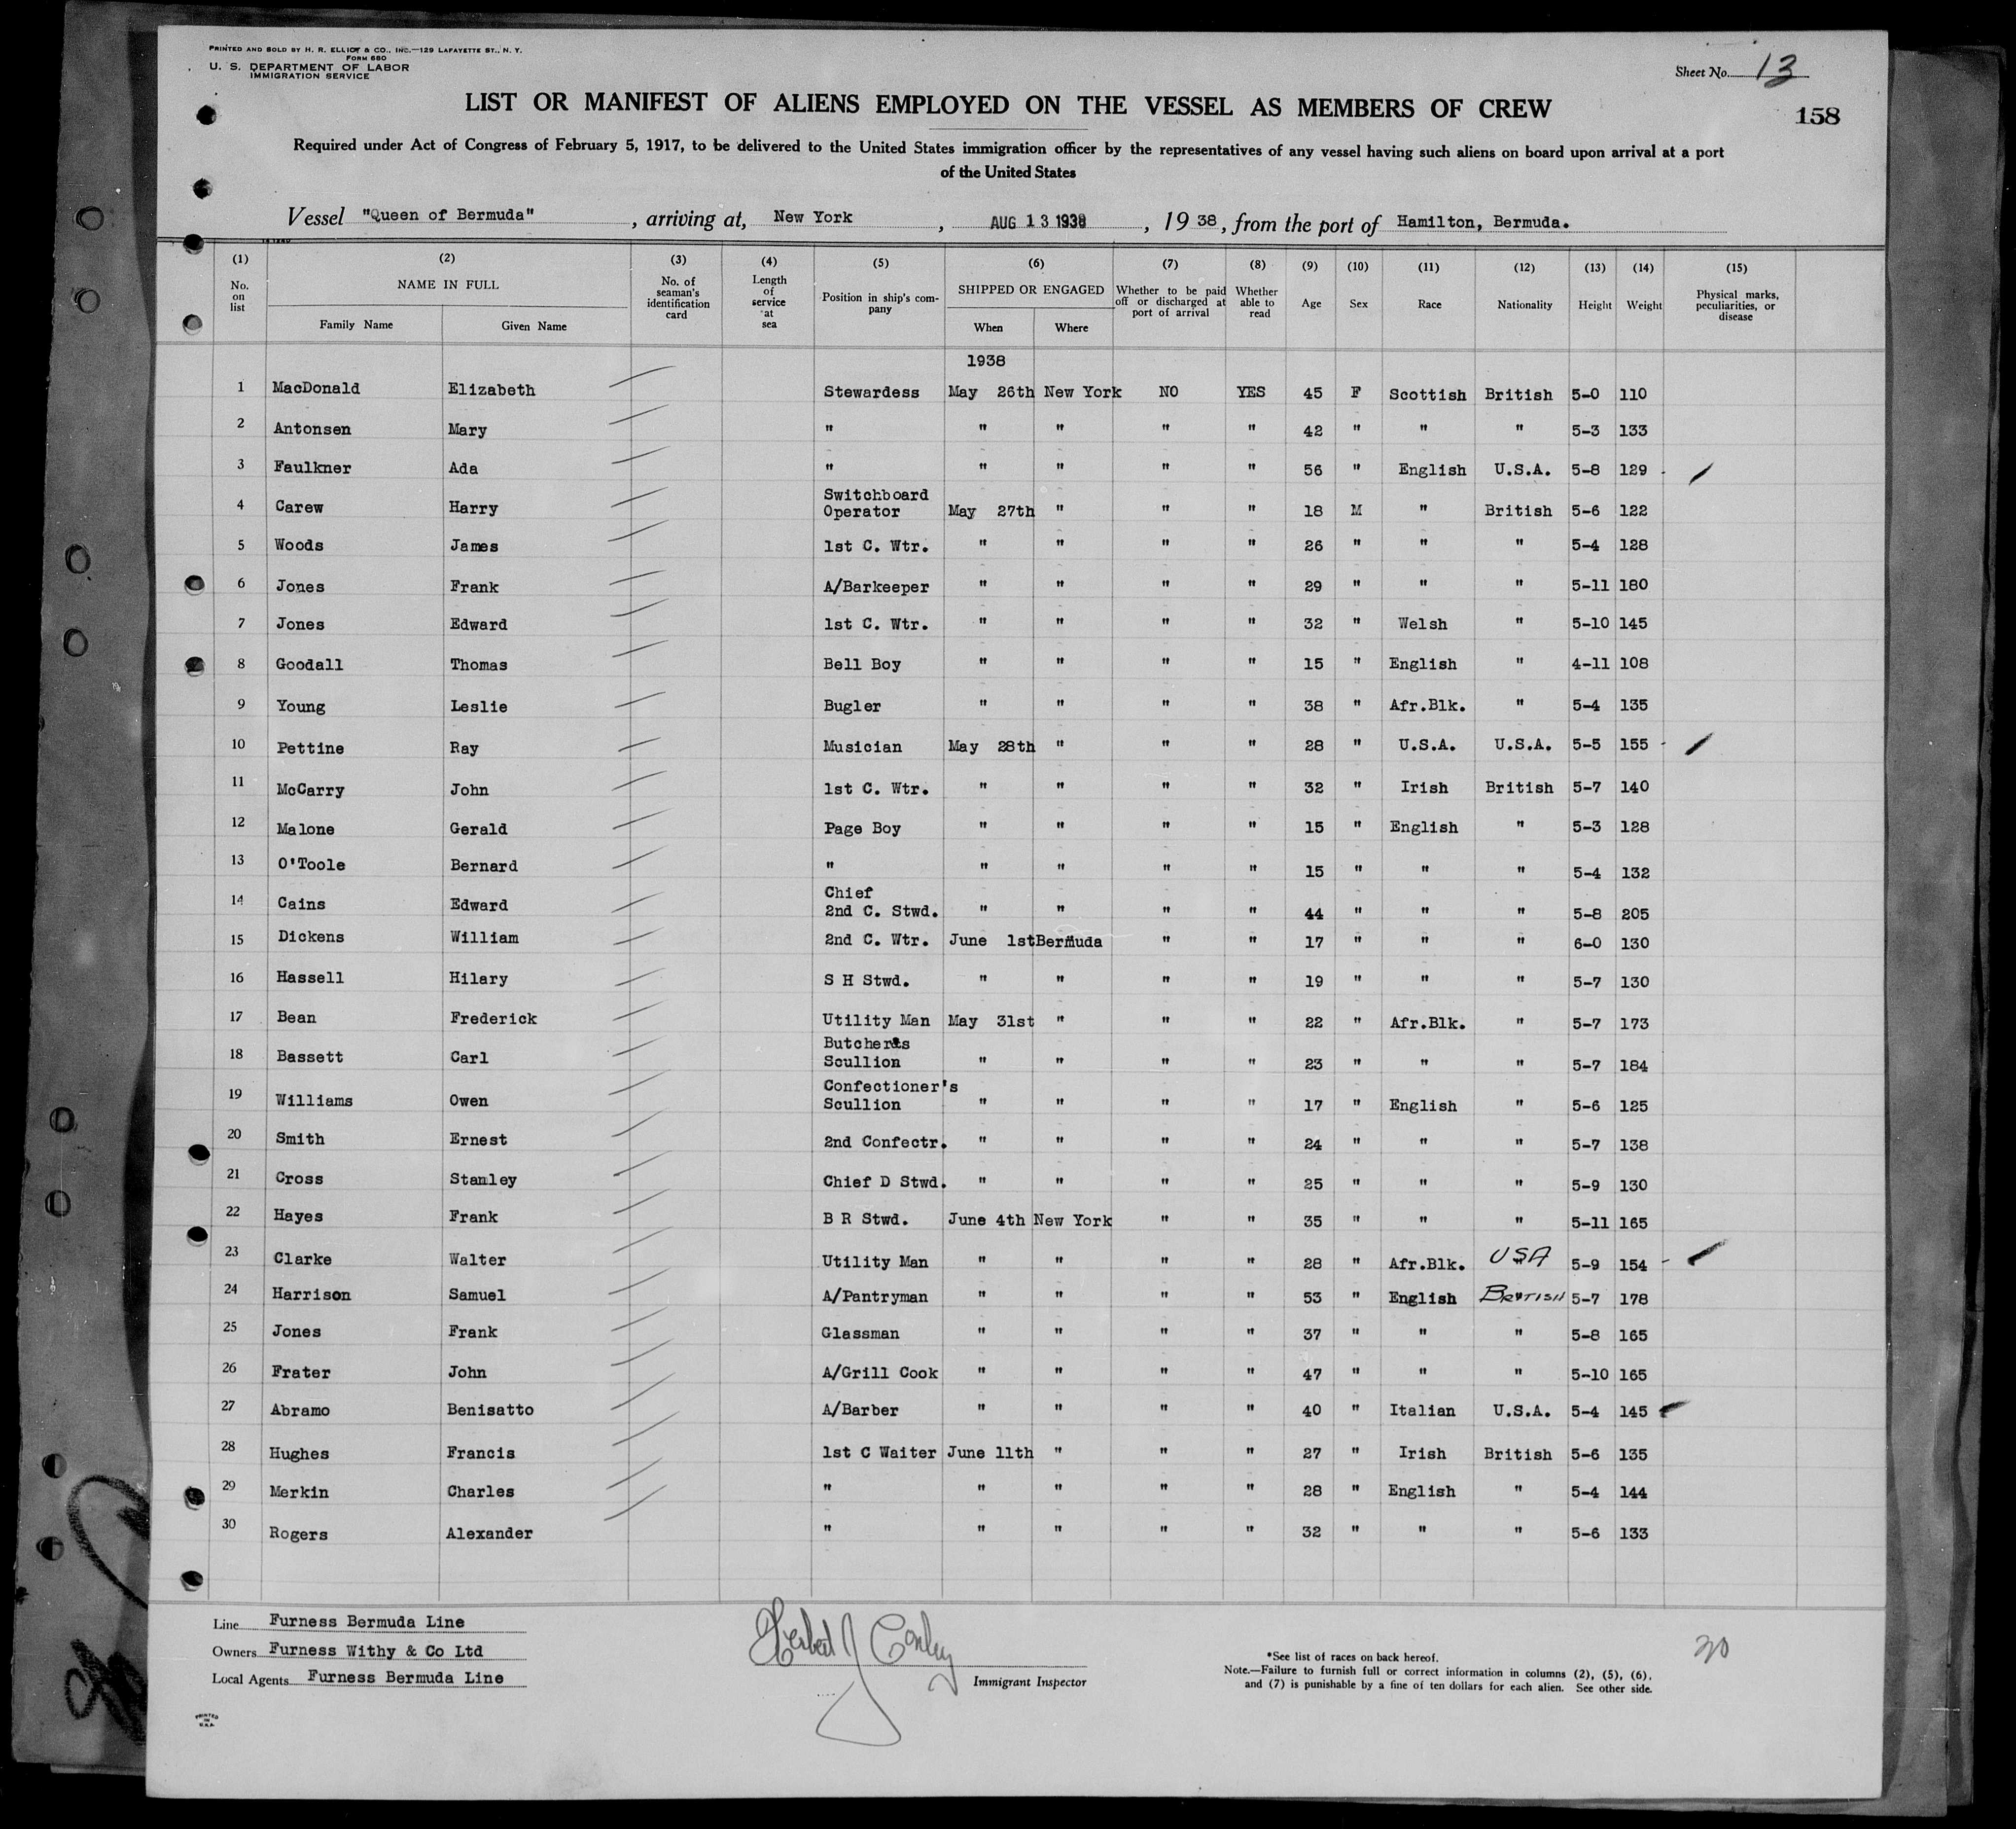 PRINTED AND SOLD BY H. R. ELLIOT & CO., INC.—129 LAFAYETTE ST., N. Y.
FORM 680
U. S. DEPARTMENT OF LABOR
IMMIGRATION SERVICE
Sheet No. 13
LIST OR MANIFEST OF ALIENS EMPLOYED ON THE VESSEL AS MEMBERS OF CREW
158
Required under Act of Congress of February 5, 1917, to be delivered to the United States immigration officer by the representatives of any vessel having such aliens on board upon arrival at a port
of the United States
Vessel "Queen of Bermuda" , arriving at, New York , AUG 13 1938 , 19 38 , from the port of Hamilton, Bermuda.
(1) (2) (3) (4) (5) (6) (7) (8) (9) (10) (11) (12) (13) (14) (15)
No. on list NAME IN FULL Family Name Given Name No. of seaman's identification card Length of service at sea Position in ship's company SHIPPED OR ENGAGED When Where Whether to be paid off or discharged at port of arrival Whether able to read Age Sex Race Nationality Height Weight Physical marks, peculiarities, or disease
1938
1 MacDonald Elizabeth Stewardess May 26th New York NO YES 45 F Scottish British 5-0 110
2 Antonsen Mary " " " " " 42 " " " 5-3 133
3 Faulkner Ada " " " " " 56 " English U.S.A. 5-8 129
4 Carew Harry Switchboard Operator May 27th " " " 18 M " British 5-6 122
5 Woods James 1st C. Wtr. " " " " 26 " " " 5-4 128
6 Jones Frank A/Barkeeper " " " " 29 " " " 5-11 180
7 Jones Edward 1st C. Wtr. " " " " 32 " Welsh " 5-10 145
8 Goodall Thomas Bell Boy " " " " 15 " English " 4-11 108
9 Young Leslie Bugler " " " " 38 " Afr.Blk. " 5-4 135
10 Pettine Ray Musician May 28th " " " 28 " U.S.A. U.S.A. 5-5 155
11 McCarry John 1st C. Wtr. " " " " 32 " Irish British 5-7 140
12 Malone Gerald Page Boy " " " " 15 " English " 5-3 128
13 O'Toole Bernard " " " " " 15 " " " 5-4 132
14 Cains Edward Chief 2nd C. Stwd. " " " " 44 " " " 5-8 205
15 Dickens William 2nd C. Wtr. June 1st Bermuda " " 17 " " " 6-0 130
16 Hassell Hilary S H Stwd. " " " " 19 " " " 5-7 130
17 Bean Frederick Utility Man May 31st " " " 22 " Afr.Blk. " 5-7 173
18 Bassett Carl Butcher's Scullion " " " " 23 " " " 5-7 184
19 Williams Owen Confectioner's Scullion " " " " 17 " English " 5-6 125
20 Smith Ernest 2nd Confectr. " " " " 24 " " " 5-7 138
21 Cross Stanley Chief D Stwd. " " " " 25 " " " 5-9 130
22 Hayes Frank B R Stwd. June 4th New York " " 35 " " " 5-11 165
23 Clarke Walter Utility Man " " " " 28 " Afr.Blk. USA 5-9 154
24 Harrison Samuel A/Pantryman " " " " 53 " English British 5-7 178
25 Jones Frank Glassman " " " " 37 " " " 5-8 165
26 Frater John A/Grill Cook " " " " 47 " " " 5-10 165
27 Abramo Benisatto A/Barber " " " " 40 " Italian U.S.A. 5-4 145
28 Hughes Francis 1st C Waiter June 11th " " " 27 " Irish British 5-6 135
29 Merkin Charles " " " " " 28 " English " 5-4 144
30 Rogers Alexander " " " " " 32 " " " 5-6 133
Line Furness Bermuda Line
Owners Furness Withy & Co Ltd
Local Agents Furness Bermuda Line
Herbert J Conley
Immigrant Inspector
*See list of races on back hereof.
Note.—Failure to furnish full or correct information in columns (2), (5), (6),
and (7) is punishable by a fine of ten dollars for each alien. See other side.
30
PRINTED
IN
U.S.A.